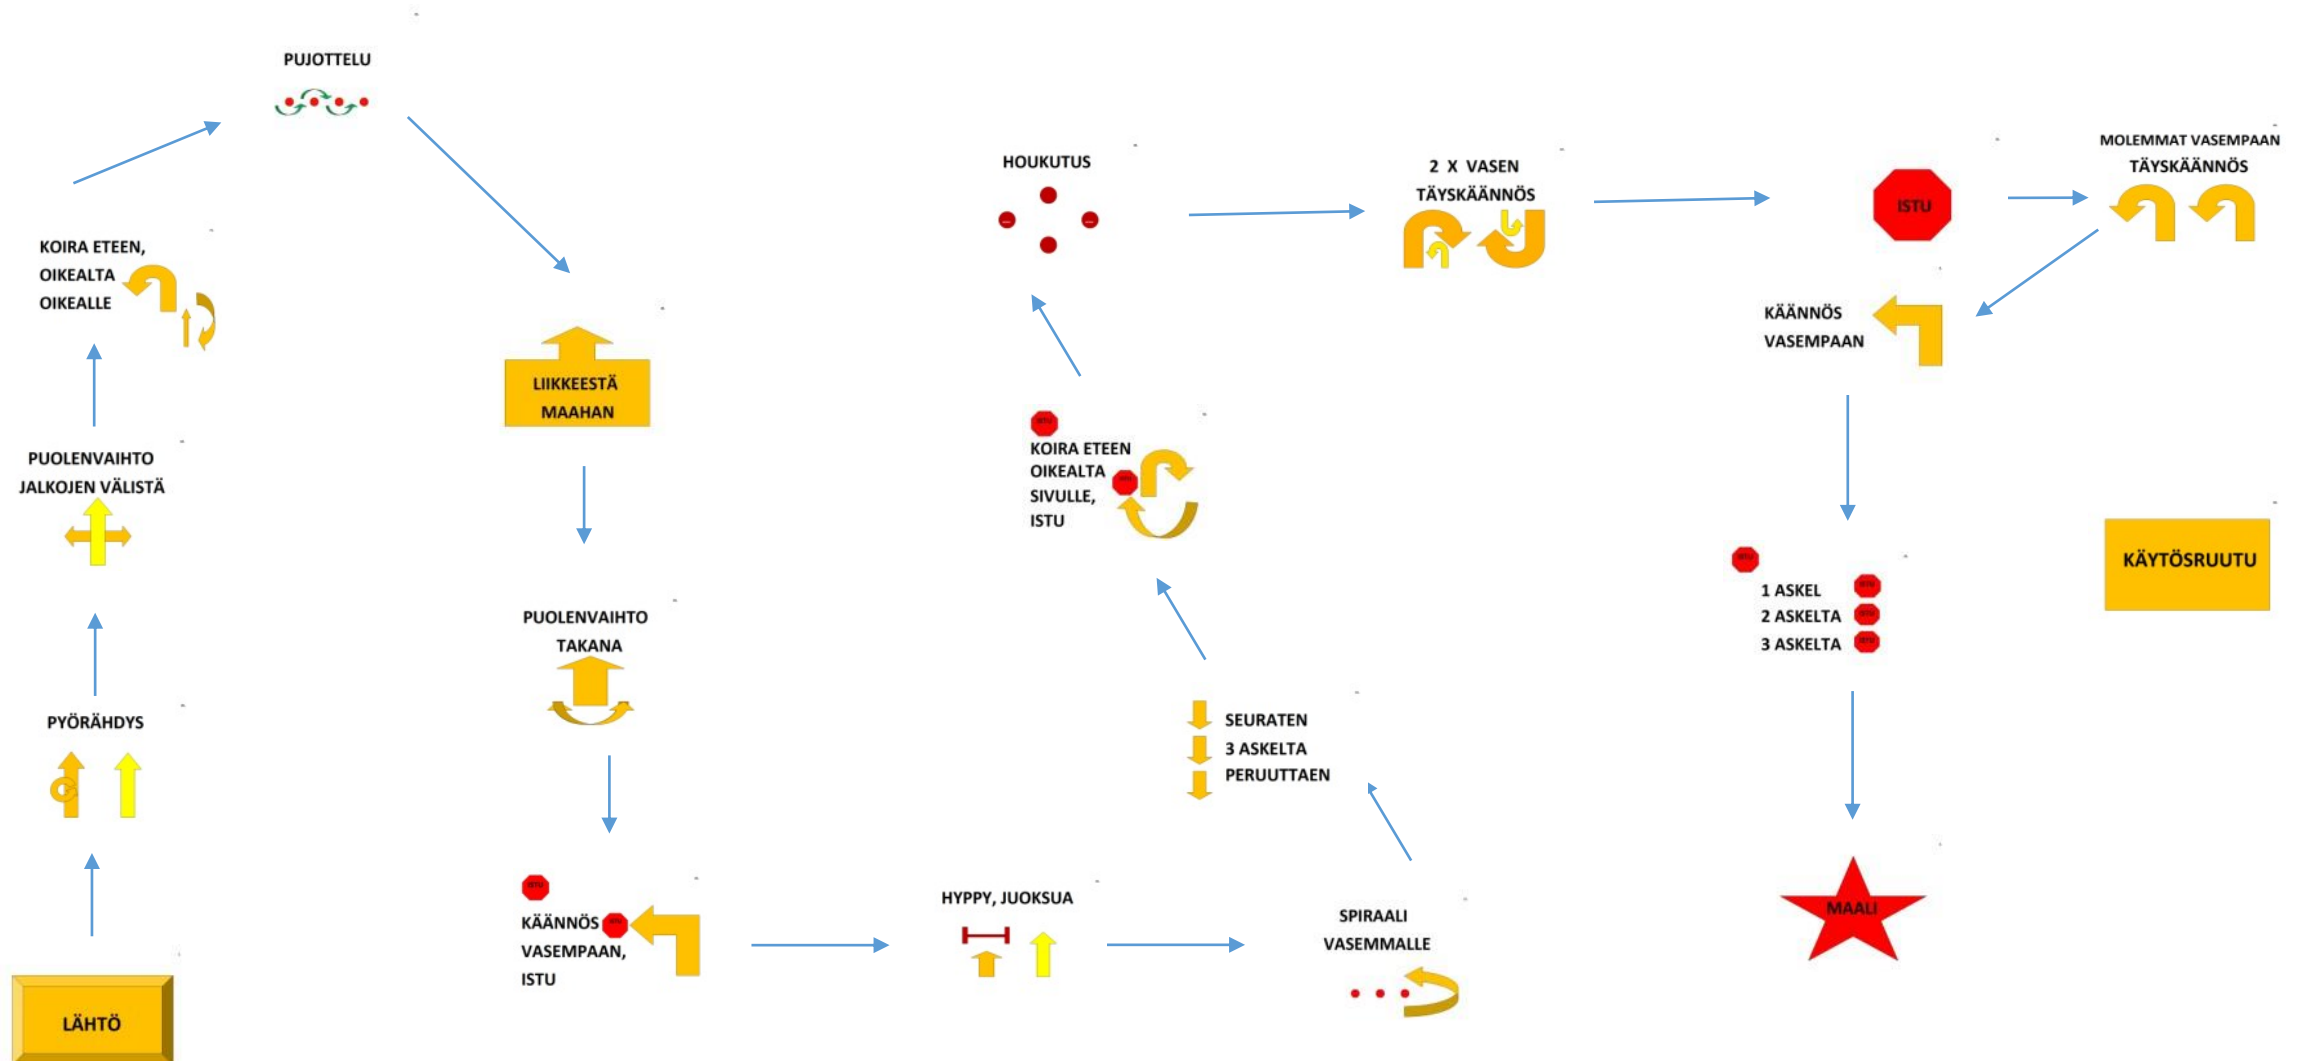 LÄHTÖ
PYÖRÄHDYS
PUOLENVAIHTO
JALKOJEN VÄLISTÄ
KOIRA ETEEN,
OIKEALTA
OIKEALLE
PUJOTTELU
LIIKKEESTÄ
MAAHAN
PUOLENVAIHTO
TAKANA
ISTU
KÄÄNNÖS
VASEMPAAN,
ISTU
HYPPY, JUOKSUA
SPIRAALI
VASEMMALLE
SEURATEN
3 ASKELTA
PERUUTTAEN
KOIRA ETEEN
OIKEALTA
SIVULLE,
ISTU
HOUKUTUS
2 X VASEN
TÄYSKÄÄNNÖS
ISTU
MOLEMMAT VASEMPAAN
TÄYSKÄÄNNÖS
KÄÄNNÖS
VASEMPAAN
1 ASKEL
2 ASKELTA
3 ASKELTA
MAALI
KÄYTÖSRUUTU